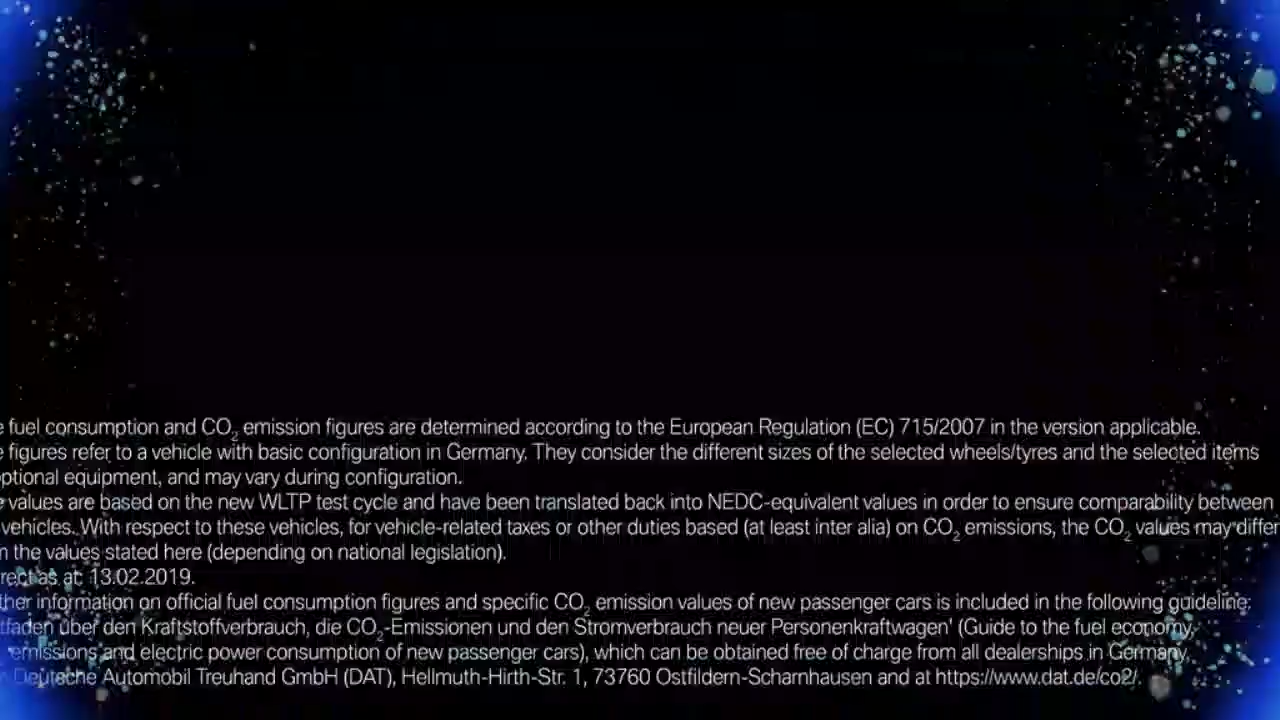 e fuel consumption and CO₂ emission figures are determined according to the European Regulation (EC) 715/2007 in the version applicable.
e figures refer to a vehicle with basic configuration in Germany. They consider the different sizes of the selected wheels/tyres and the selected items
ptional equipment, and may vary during configuration.
e values are based on the new WLTP test cycle and have been translated back into NEDC-equivalent values in order to ensure comparability between
vehicles. With respect to these vehicles, for vehicle-related taxes or other duties based (at least inter alia) on CO₂ emissions, the CO₂ values may differ
n the values stated here (depending on national legislation).
rect as at: 13.02.2019.
ther information on official fuel consumption figures and specific CO₂ emission values of new passenger cars is included in the following guideline:
tfaden über den Kraftstoffverbrauch, die CO₂-Emissionen und den Stromverbrauch neuer Personenkraftwagen' (Guide to the fuel economy,
emissions and electric power consumption of new passenger cars), which can be obtained free of charge from all dealerships in Germany,
Deutsche Automobil Treuhand GmbH (DAT), Hellmuth-Hirth-Str. 1, 73760 Ostfildern-Scharnhausen and at https://www.dat.de/co2/.